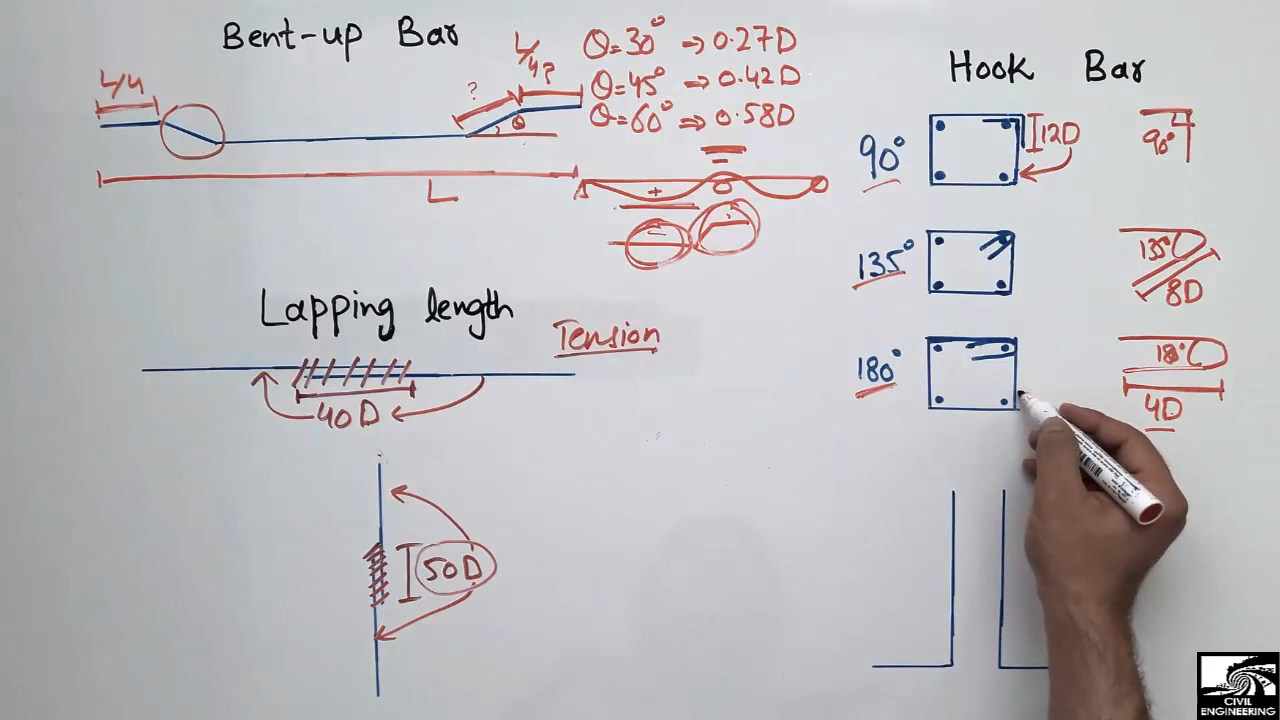 Bent-up Bar
L/4
?
L/4?
θ
θ=30° ⇒ 0.27D
θ=45° ⇒ 0.42D
θ=60° ⇒ 0.58D
L
Lapping length
Tension
40D
50D
Hook Bar
90°
12D
90°
135°
135°
8D
180°
180°
4D
CIVIL
ENGINEERING